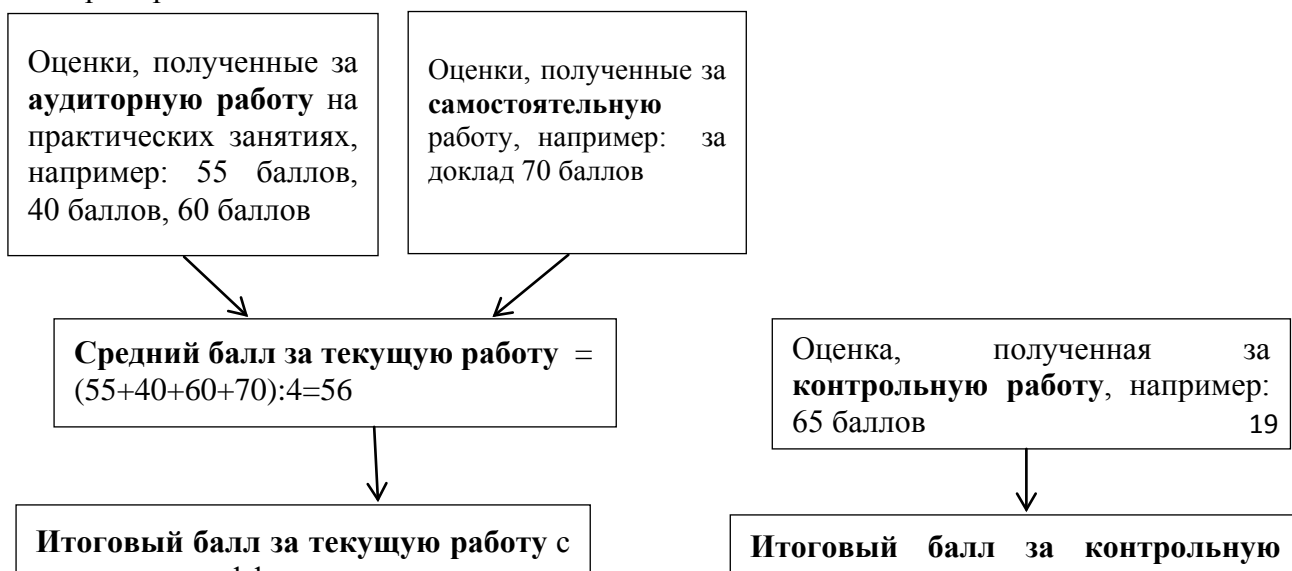 Оценки, полученные за
аудиторную работу на
практических занятиях,
например: 55 баллов,
40 баллов, 60 баллов
Оценки, полученные за
самостоятельную
работу, например: за
доклад 70 баллов
Средний балл за текущую работу =
(55+40+60+70):4=56
Оценка, полученная за
контрольную работу, например:
65 баллов 19
Итоговый балл за текущую работу с
Итоговый балл за контрольную